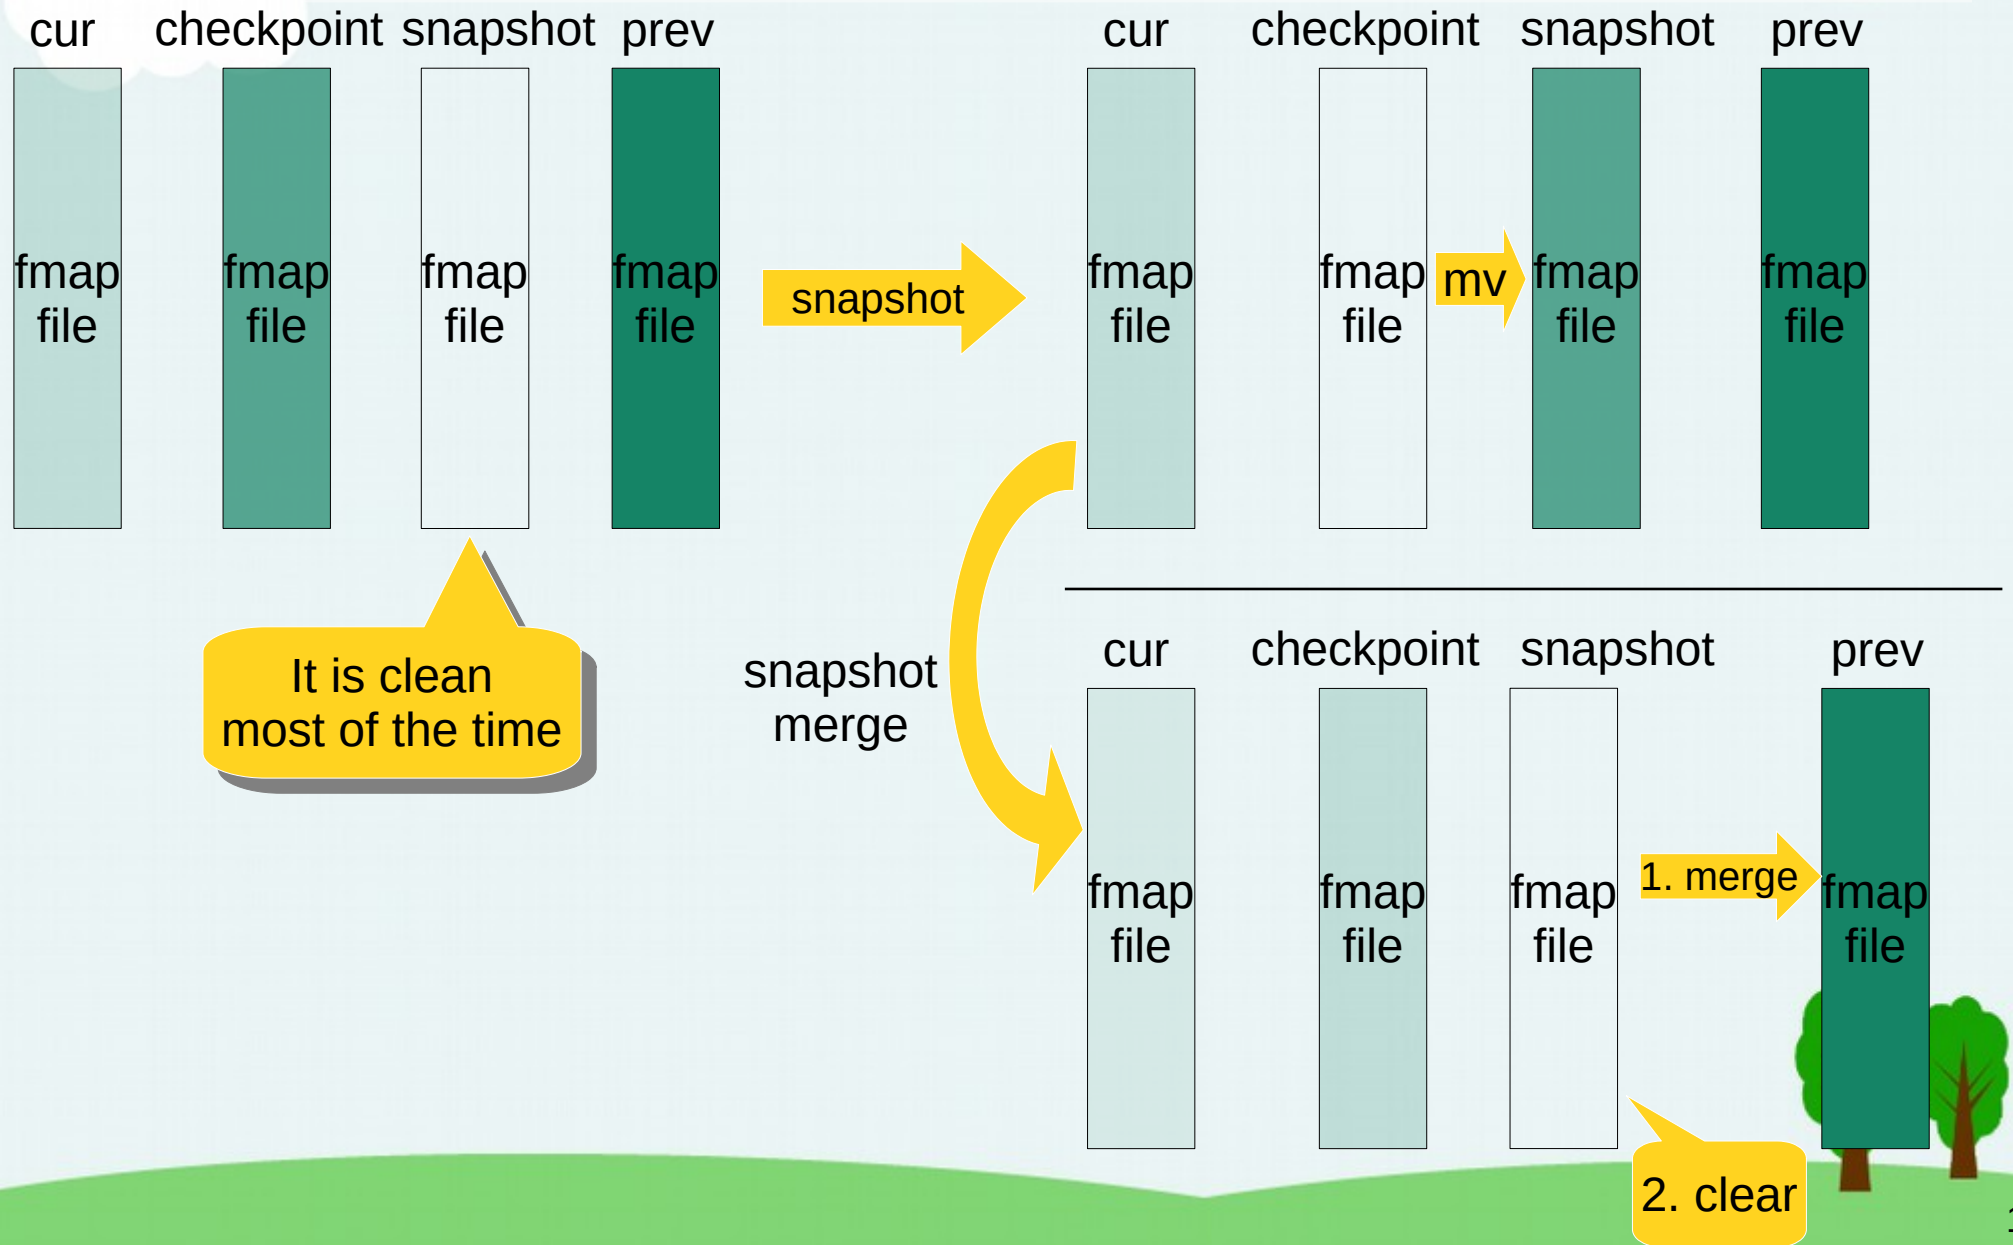 cur checkpoint snapshot prev
fmap fmap fmap fmap
file file file file
snapshot
It is clean
most of the time
cur checkpoint snapshot prev
fmap fmap mv fmap fmap
file file file file
snapshot
merge
cur checkpoint snapshot prev
1. merge
fmap fmap fmap fmap
file file file file
2. clear